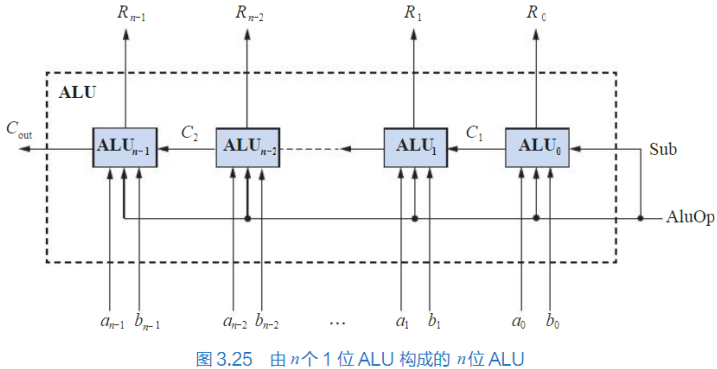 R_{n-1} R_{n-2} R_1 R_0
ALU
C_out C_2 C_1
ALU_{n-1} ALU_{n-2} ALU_1 ALU_0 Sub
AluOp
a_{n-1} b_{n-1} a_{n-2} b_{n-2} … a_1 b_1 a_0 b_0
图 3.25 由 n个 1 位 ALU 构成的 n位 ALU